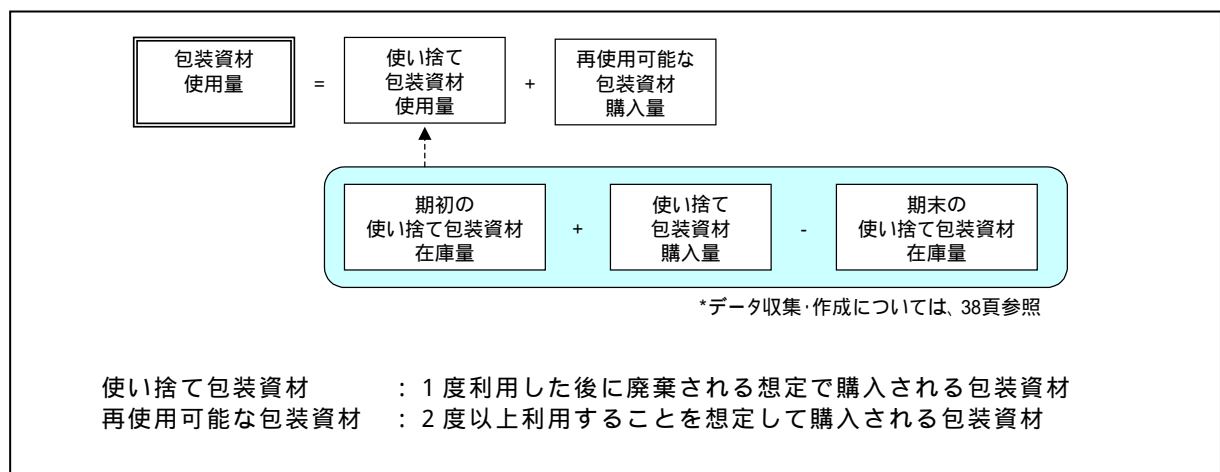 包装資材
使用量
=
使い捨て
包装資材
使用量
+
再使用可能な
包装資材
購入量
期初の
使い捨て包装資材
在庫量
+
使い捨て
包装資材
購入量
-
期末の
使い捨て包装資材
在庫量
*データ収集・作成については、38頁参照
使い捨て包装資材 : 1度利用した後に廃棄される想定で購入される包装資材
再使用可能な包装資材 : 2度以上利用することを想定して購入される包装資材